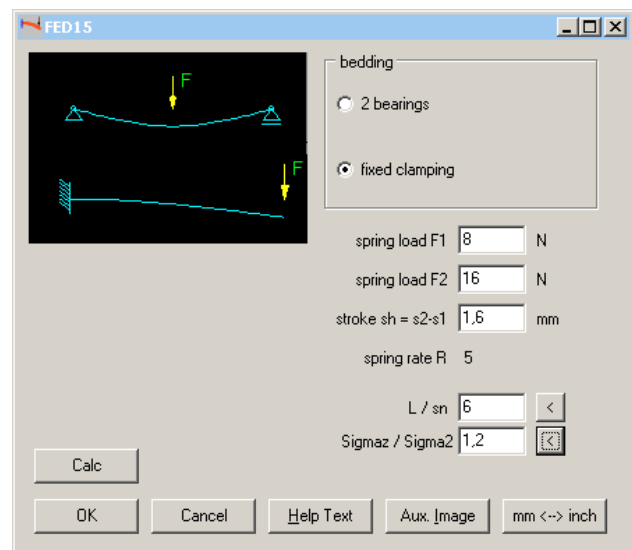 FED15
F
F
bedding
2 bearings
fixed clamping
spring load F1 8 N
spring load F2 16 N
stroke sh = s2-s1 1,6 mm
spring rate R 5
L / sn 6 <
Sigmaz / Sigma2 1,2 <
Calc
OK Cancel Help Text Aux. Image mm <--> inch